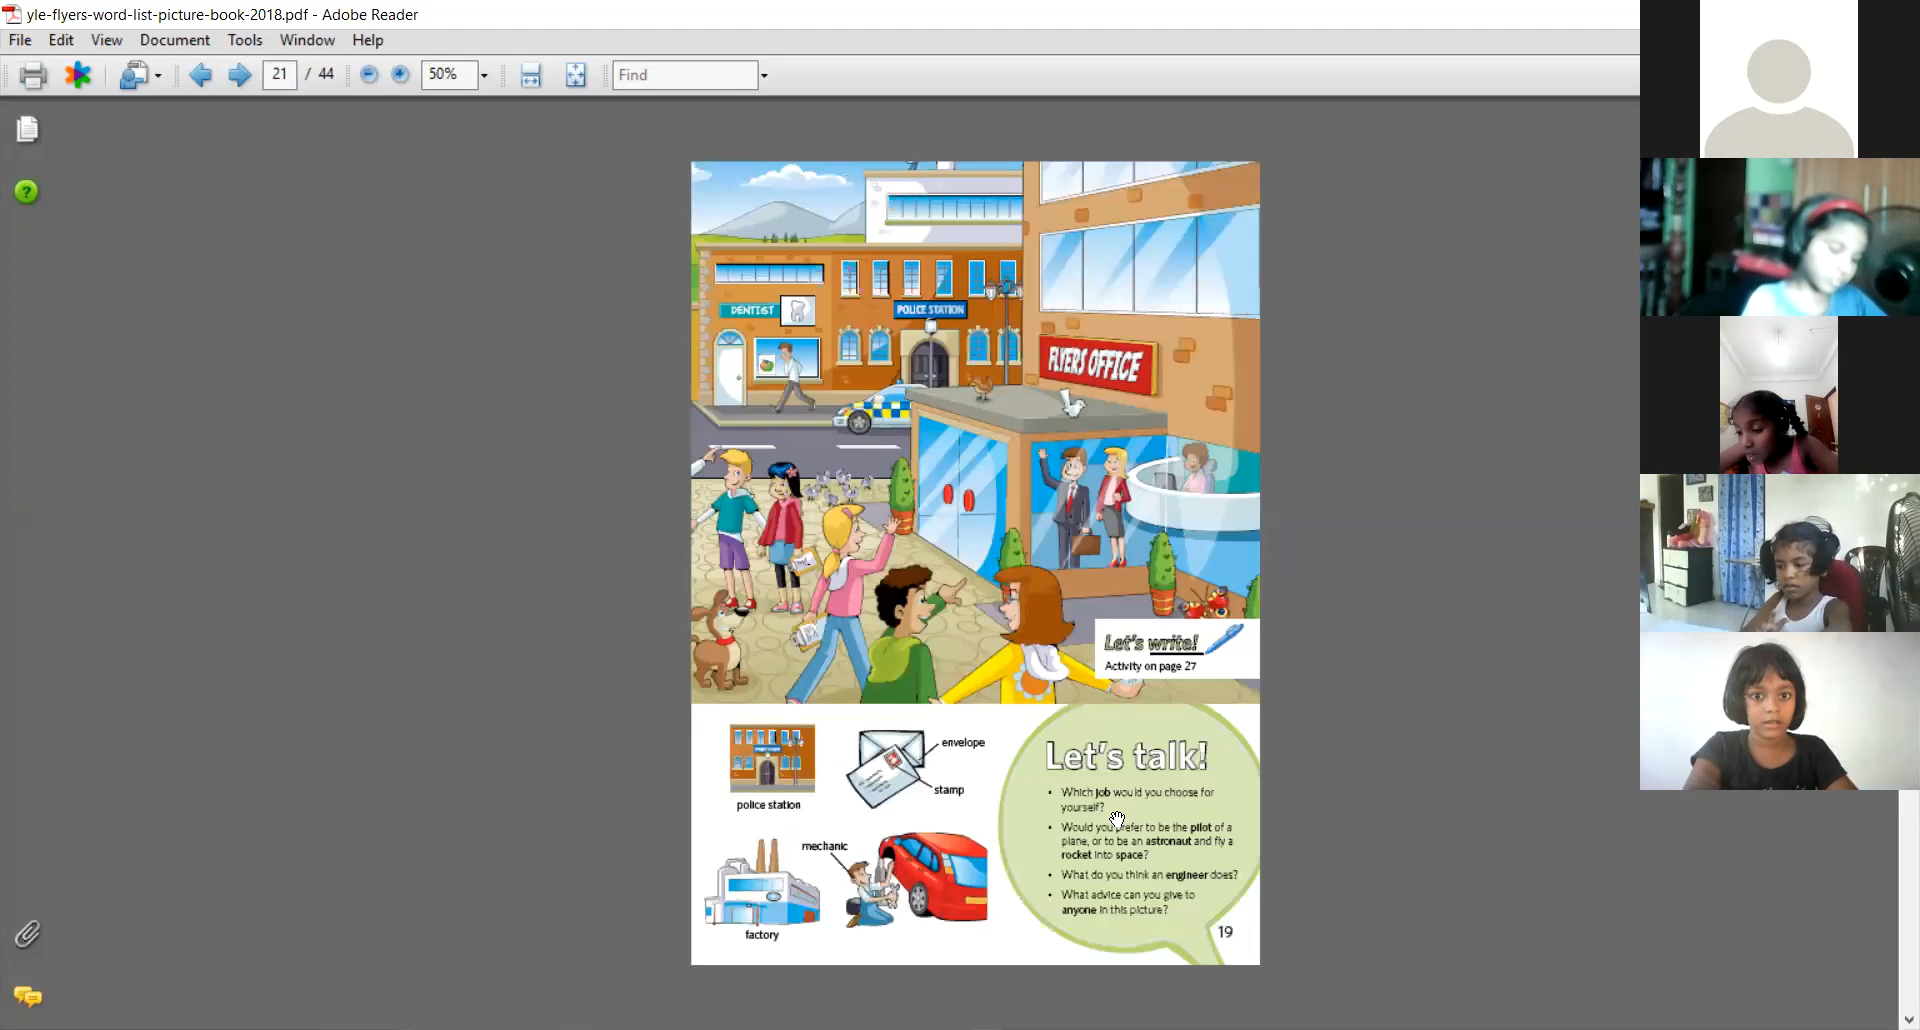 yle-flyers-word-list-picture-book-2018.pdf - Adobe Reader
File Edit View Document Tools Window Help
21 / 44 50% Find
DENTIST
POLICE STATION
FLYERS OFFICE
Let's write!
Activity on page 27
police station
envelope
stamp
factory
mechanic
Let's talk!
• Which job would you choose for
yourself?
• Would you prefer to be the pilot of a
plane, or to be an astronaut and fly a
rocket into space?
• What do you think an engineer does?
• What advice can you give to
anyone in this picture?
19